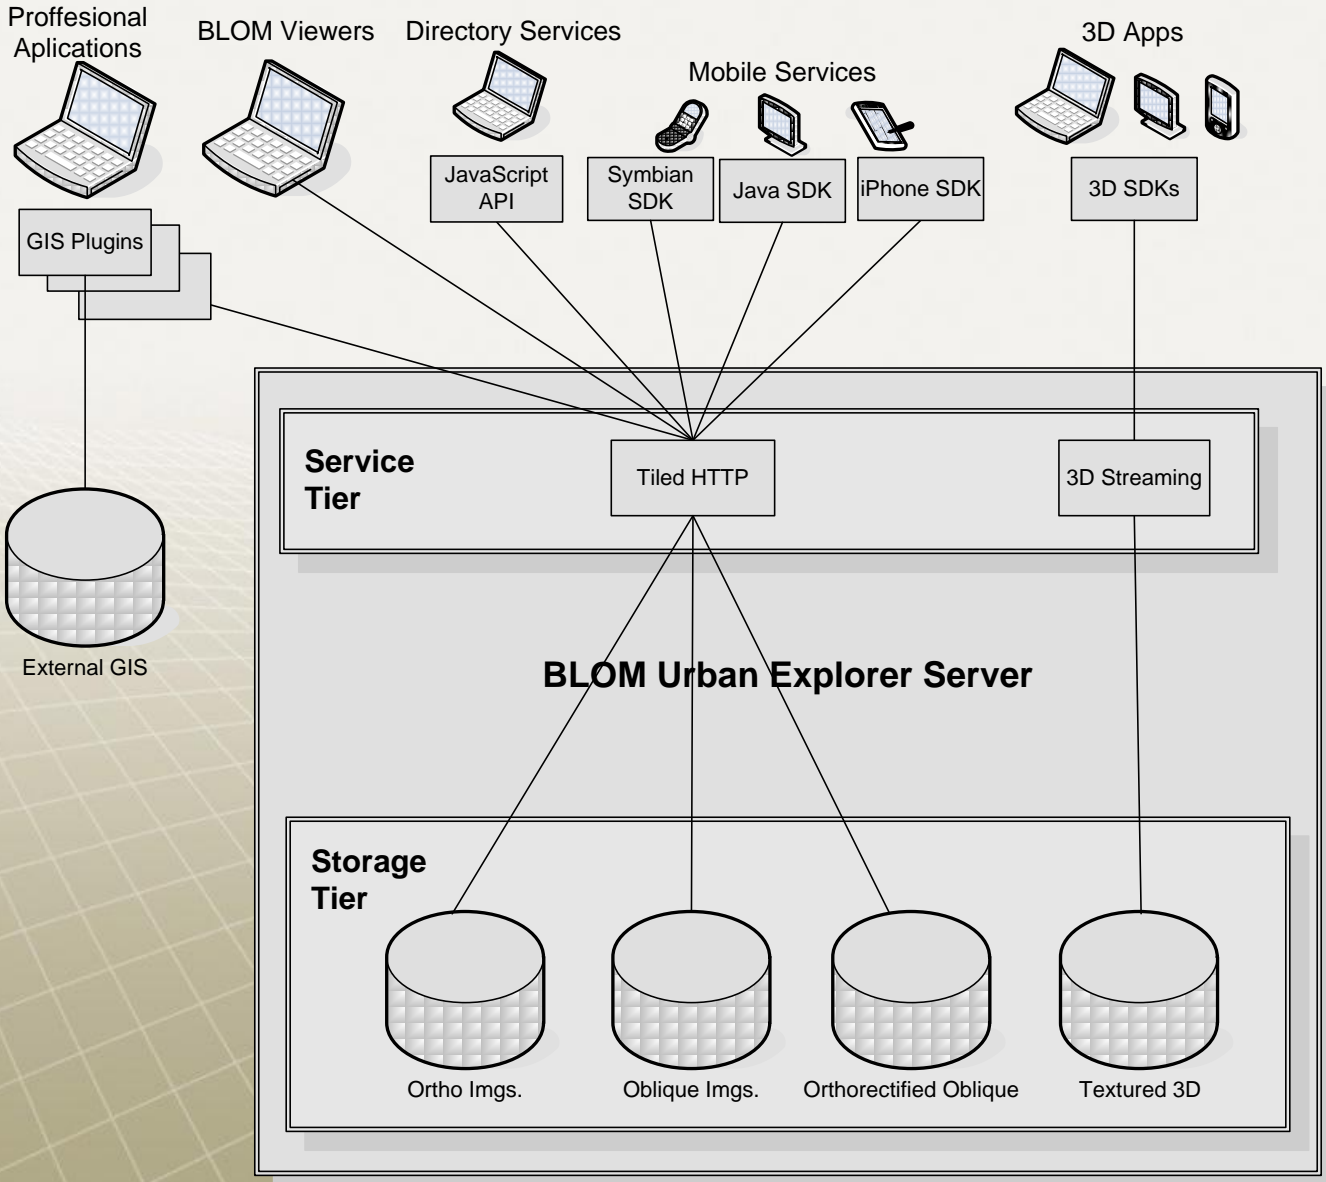 Proffesional
Aplications
BLOM Viewers
Directory Services
Mobile Services
3D Apps
JavaScript
API
Symbian
SDK
Java SDK
iPhone SDK
3D SDKs
GIS Plugins
Service
Tier
Tiled HTTP
3D Streaming
External GIS
BLOM Urban Explorer Server
Storage
Tier
Ortho Imgs.
Oblique Imgs.
Orthorectified Oblique
Textured 3D